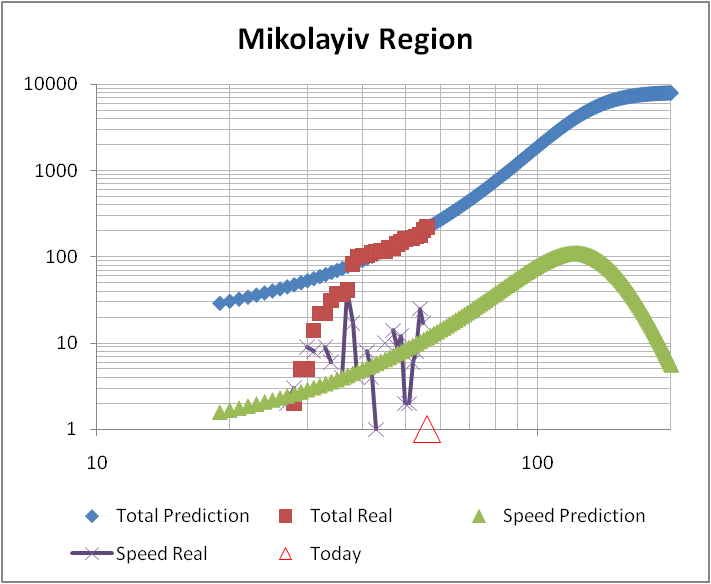 Mikolayiv Region
10000
1000
100
10
1
10 100
Total Prediction Total Real Speed Prediction
Speed Real Today